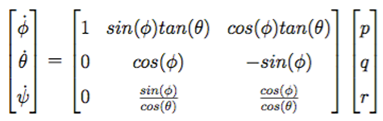 ϕ̇ 1 sin(ϕ)tan(θ) cos(ϕ)tan(θ) p
θ̇ = 0 cos(ϕ) -sin(ϕ) q
ψ̇ 0 sin(ϕ)/cos(θ) cos(ϕ)/cos(θ) r